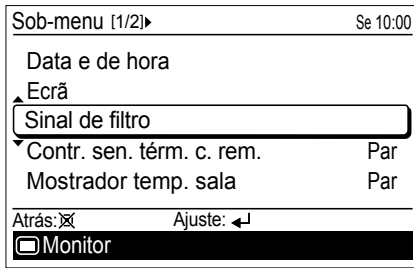 Sob-menu [1/2]▸ Se 10:00
Data e de hora
Ecrã
Sinal de filtro
Contr. sen. térm. c. rem. Par
Mostrador temp. sala Par
Atrás: Ajuste:
Monitor